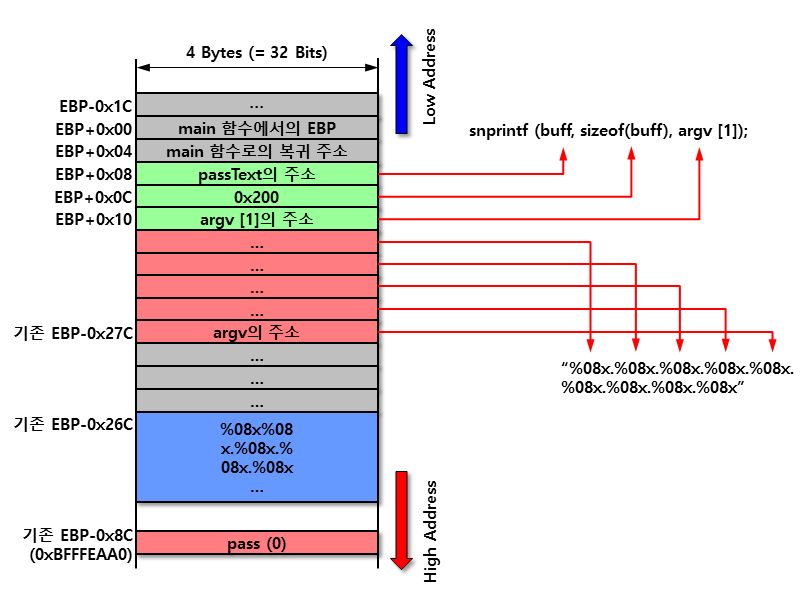 4 Bytes (= 32 Bits)
Low Address
EBP-0x1C
...
EBP+0x00
main 함수에서의 EBP
EBP+0x04
main 함수로의 복귀 주소
EBP+0x08
passText의 주소
EBP+0x0C
0x200
EBP+0x10
argv [1]의 주소
snprintf (buff, sizeof(buff), argv [1]);
...
...
...
...
기존 EBP-0x27C
argv의 주소
...
...
...
"%08x.%08x.%08x.%08x.%08x.
%08x.%08x.%08x.%08x"
기존 EBP-0x26C
%08x%08
x.%08x.%
08x.%08x
...
High Address
기존 EBP-0x8C
(0xBFFFEAA0)
pass (0)